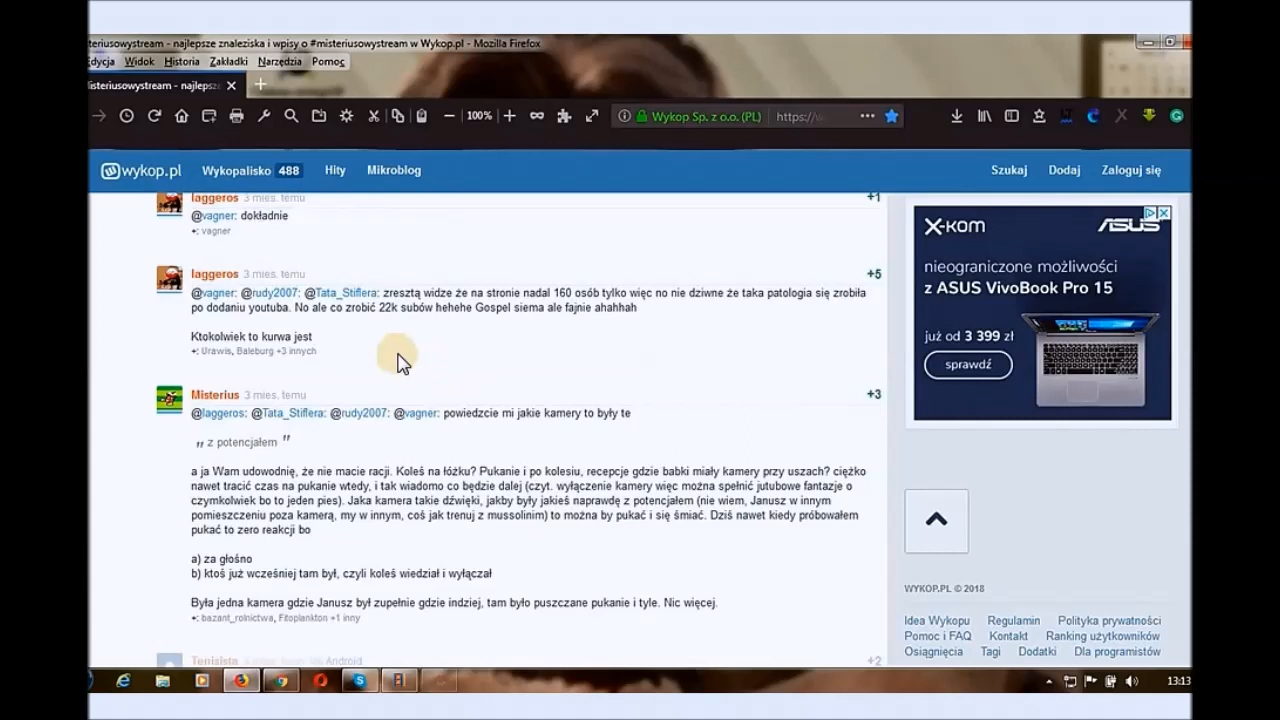 teriusowystream - najlepsze znaleziska i wpisy o #misteriusowystream w Wykop.pl - Mozilla Firefox
Edycja Widok Historia Zakładki Narzędzia Pomoc
misteriusowystream - najlepsze
100% Wykop Sp. z o.o. (PL) https://w
wykop.pl Wykopalisko 488 Hity Mikroblog Szukaj Dodaj Zaloguj się
laggeros 3 mies. temu +1
@vagner: dokładnie
+: vagner
laggeros 3 mies. temu +5
@vagner: @rudy2007: @Tata_Stiflera: zresztą widze że na stronie nadal 160 osób tylko więc no nie dziwne że taka patologia się zrobiła
po dodaniu youtuba. No ale co zrobić 22k subów hehehe Gospel siema ale fajnie ahahhah
Ktokolwiek to kurwa jest
+: Urawis, Baleburg +3 innych
Misterius 3 mies. temu +3
@laggeros: @Tata_Stiflera: @rudy2007: @vagner: powiedzcie mi jakie kamery to były te
„ z potencjałem ”
a ja Wam udowodnię, że nie macie racji. Koleś na łóżku? Pukanie i po kolesiu, recepcje gdzie babki miały kamery przy uszach? ciężko
nawet tracić czas na pukanie wtedy, i tak wiadomo co będzie dalej (czyt. wyłączenie kamery więc można spełnić jutubowe fantazje o
czymkolwiek bo to jeden pies). Jaka kamera takie dźwięki, jakby były jakieś naprawdę z potencjałem (nie wiem, Janusz w innym
pomieszczeniu poza kamerą, my w innym, coś jak trenuj z mussolinim) to można by pukać i się śmiać. Dziś nawet kiedy próbowałem
pukać to zero reakcji bo
a) za głośno
b) ktoś już wcześniej tam był, czyli koleś wiedział i wyłączał
Była jedna kamera gdzie Janusz był zupełnie gdzie indziej, tam było puszczane pukanie i tyle. Nic więcej.
+: bazant_rolnictwa, Fitoplankton +1 inny
Tenisista Android +2
X-KOM ASUS
nieograniczone możliwości
z ASUS VivoBook Pro 15
już od 3 399 zł
sprawdź
WYKOP.PL © 2018
Idea Wykopu Regulamin Polityka prywatności
Pomoc i FAQ Kontakt Ranking użytkowników
Osiągnięcia Tagi Dodatki Dla programistów
13:13